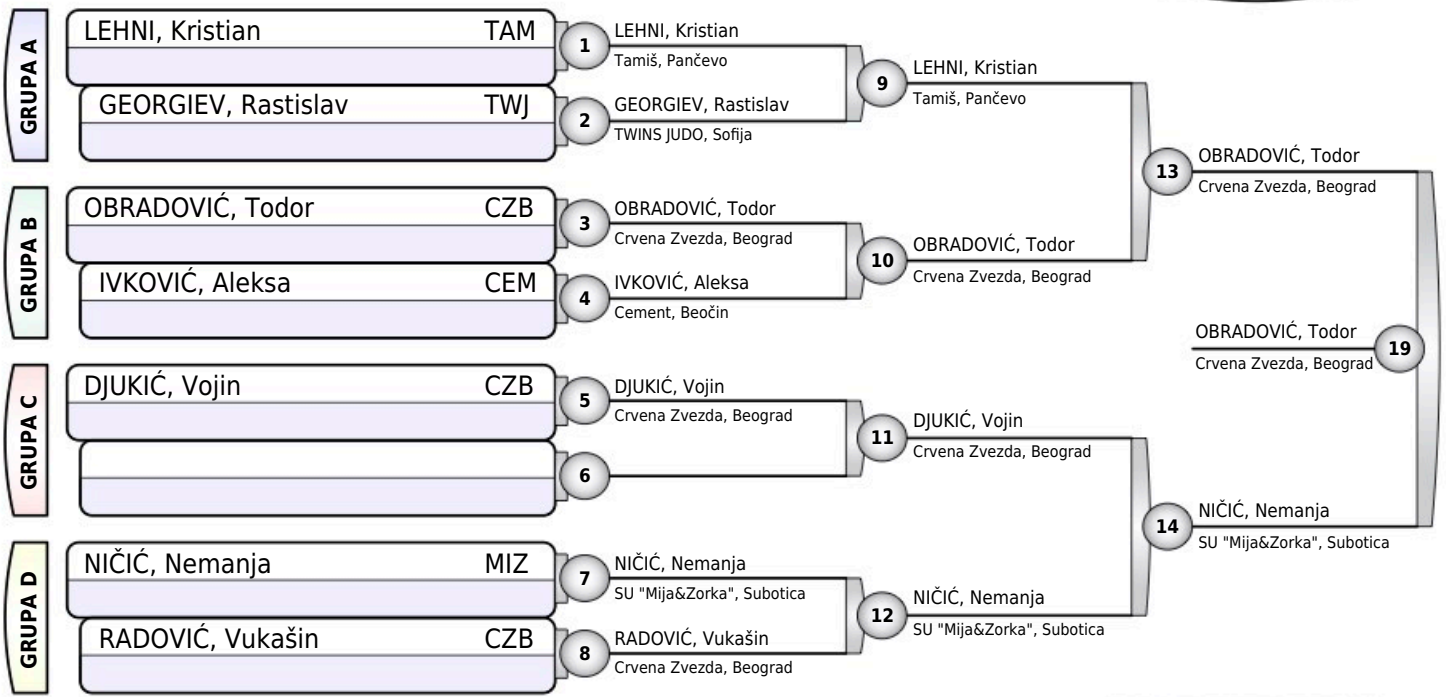 GRUPA A
LEHNI, Kristian TAM
GEORGIEV, Rastislav TWJ
1
LEHNI, Kristian
Tamiš, Pančevo
2
GEORGIEV, Rastislav
TWINS JUDO, Sofija
9
LEHNI, Kristian
Tamiš, Pančevo
GRUPA B
OBRADOVIĆ, Todor CZB
IVKOVIĆ, Aleksa CEM
3
OBRADOVIĆ, Todor
Crvena Zvezda, Beograd
4
IVKOVIĆ, Aleksa
Cement, Beočin
10
OBRADOVIĆ, Todor
Crvena Zvezda, Beograd
13
OBRADOVIĆ, Todor
Crvena Zvezda, Beograd
GRUPA C
DJUKIĆ, Vojin CZB
5
DJUKIĆ, Vojin
Crvena Zvezda, Beograd
6
11
DJUKIĆ, Vojin
Crvena Zvezda, Beograd
GRUPA D
NIČIĆ, Nemanja MIZ
RADOVIĆ, Vukašin CZB
7
NIČIĆ, Nemanja
SU "Mija&Zorka", Subotica
8
RADOVIĆ, Vukašin
Crvena Zvezda, Beograd
12
NIČIĆ, Nemanja
SU "Mija&Zorka", Subotica
14
NIČIĆ, Nemanja
SU "Mija&Zorka", Subotica
OBRADOVIĆ, Todor
Crvena Zvezda, Beograd
19